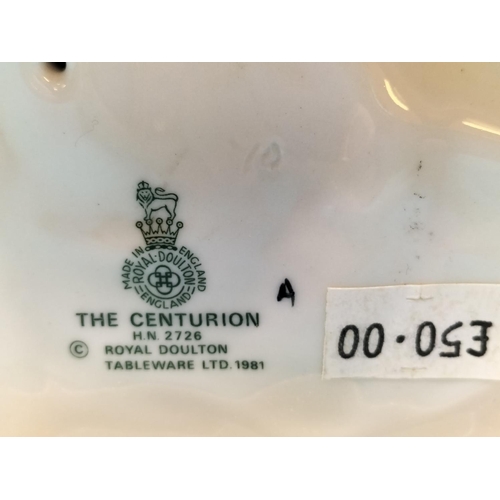 MADE IN ENGLAND
ROYAL·DOULTON
ENGLAND
THE CENTURION
H.N. 2726
© ROYAL DOULTON
TABLEWARE LTD. 1981
A
£50.00